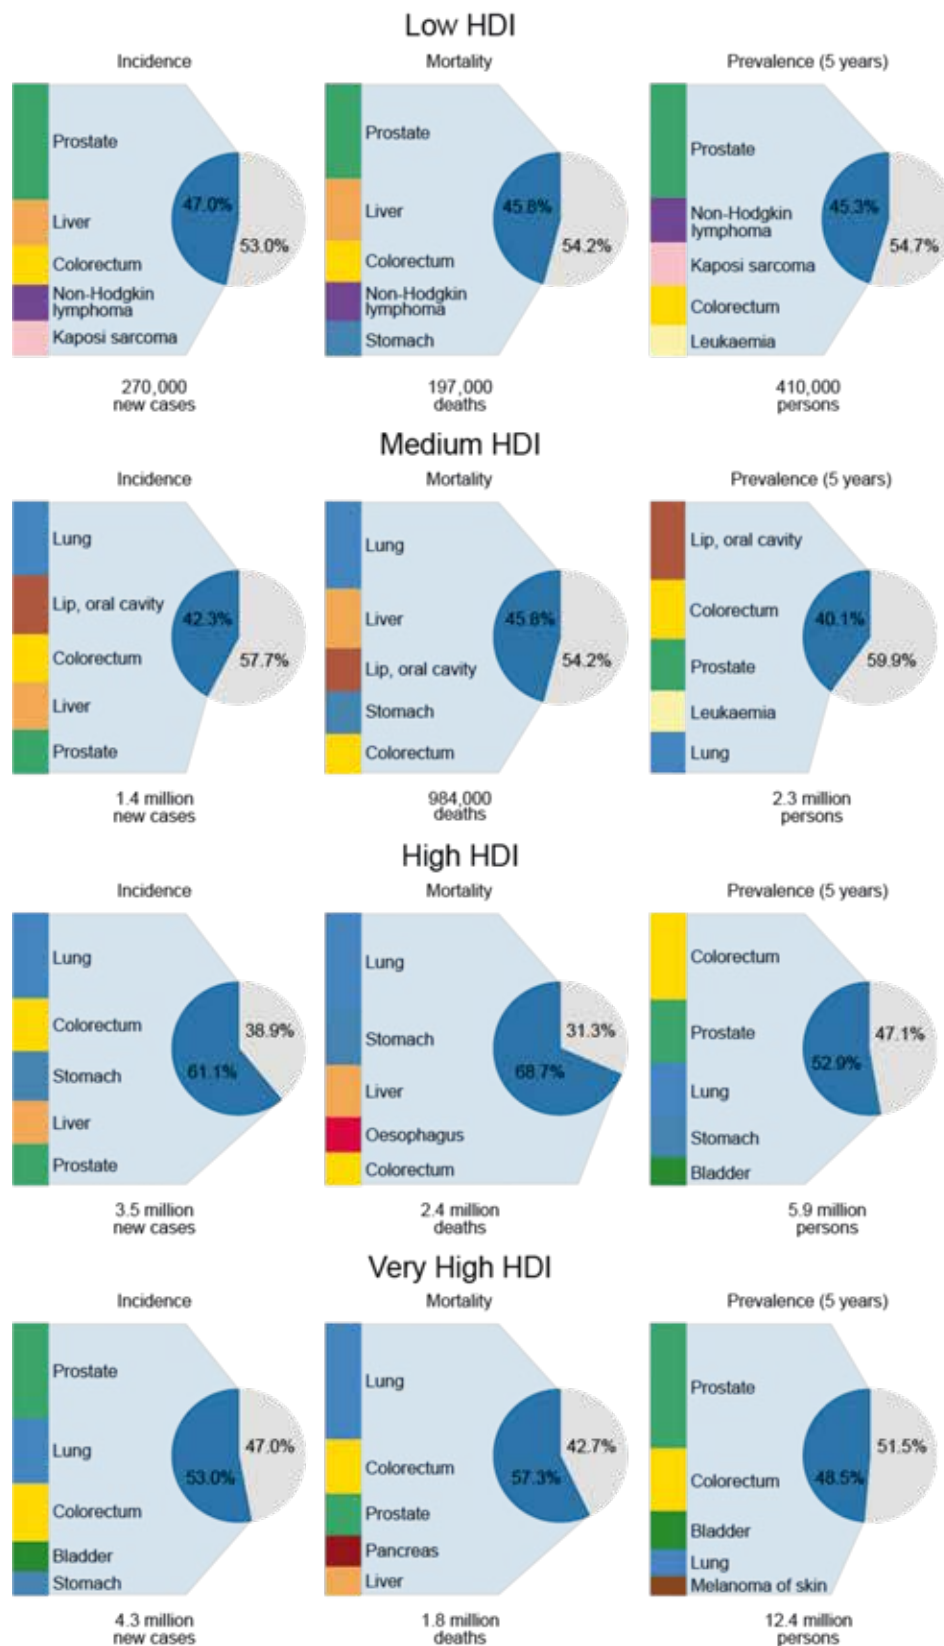 Low HDI
Incidence
Mortality
Prevalence (5 years)
Prostate
Liver
Colorectum
Non-Hodgkin
lymphoma
Kaposi sarcoma
47.0%
53.0%
Prostate
Liver
Colorectum
Non-Hodgkin
lymphoma
Stomach
45.8%
54.2%
Prostate
Non-Hodgkin
lymphoma
Kaposi sarcoma
Colorectum
Leukaemia
45.3%
54.7%
270,000
new cases
197,000
deaths
410,000
persons
Medium HDI
Incidence
Mortality
Prevalence (5 years)
Lung
Lip, oral cavity
Colorectum
Liver
Prostate
42.3%
57.7%
Lung
Liver
Lip, oral cavity
Stomach
Colorectum
45.8%
54.2%
Lip, oral cavity
Colorectum
Prostate
Leukaemia
Lung
40.1%
59.9%
1.4 million
new cases
984,000
deaths
2.3 million
persons
High HDI
Incidence
Mortality
Prevalence (5 years)
Lung
Colorectum
Stomach
Liver
Prostate
38.9%
61.1%
Lung
Stomach
Liver
Oesophagus
Colorectum
31.3%
68.7%
Colorectum
Prostate
Lung
Stomach
Bladder
47.1%
52.9%
3.5 million
new cases
2.4 million
deaths
5.9 million
persons
Very High HDI
Incidence
Mortality
Prevalence (5 years)
Prostate
Lung
Colorectum
Bladder
Stomach
47.0%
53.0%
Lung
Colorectum
Prostate
Pancreas
Liver
42.7%
57.3%
Prostate
Colorectum
Bladder
Lung
Melanoma of skin
51.5%
48.5%
4.3 million
new cases
1.8 million
deaths
12.4 million
persons